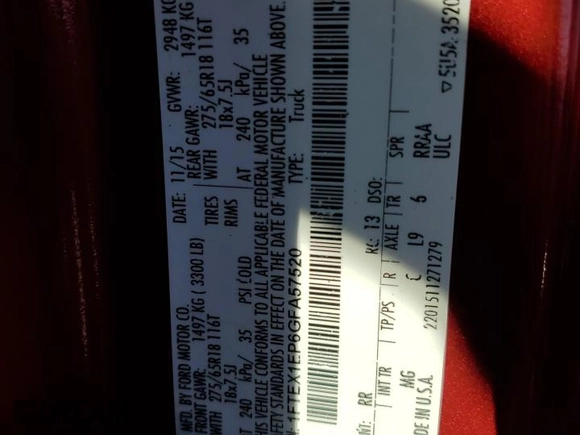 BY FORD MOTOR CO. DATE: 11/15 GVWR: 2948 KG
FRONT GAWR: 1497 KG (3300 LB) REAR GAWR: 1497 KG
WITH 275/65R18 116T TIRES WITH 275/65R18 116T
18x7.5J RIMS 18x7.5J
AT 240 kPa/ 35 PSI COLD AT 240 kPa/ 35
THIS VEHICLE CONFORMS TO ALL APPLICABLE FEDERAL MOTOR VEHICLE
SAFETY STANDARDS IN EFFECT ON THE DATE OF MANUFACTURE SHOWN ABOVE.
1FTEX1EP6GFA57520 TYPE: Truck
RR 13 DSO:
INT TR TP/PS R AXLE TR SPR
MG C L9 6 RRAA
DE IN U.S.A. 2201511271279 ULC
▽ 5U5A 3520